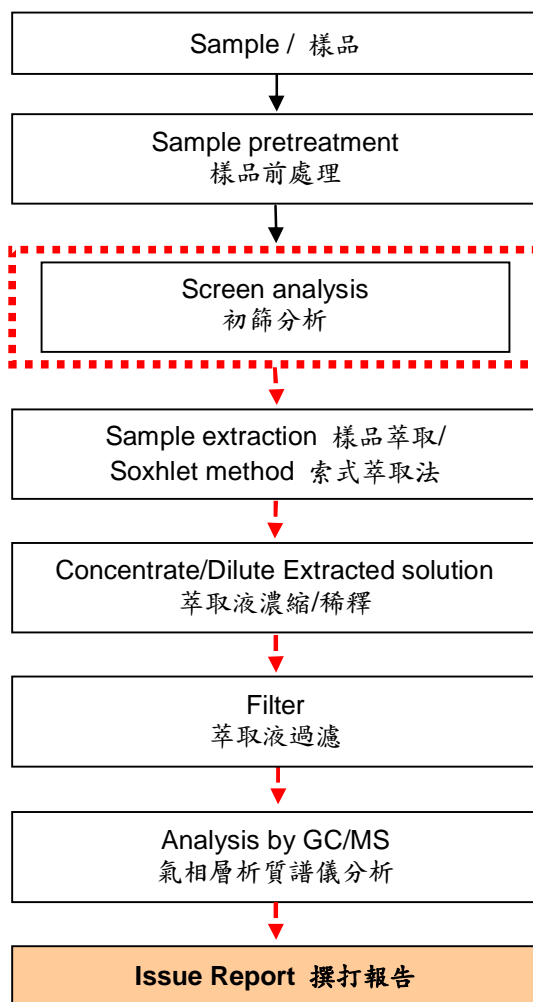 Sample / 樣品
Sample pretreatment
樣品前處理
Screen analysis
初篩分析
Sample extraction 樣品萃取/
Soxhlet method 索式萃取法
Concentrate/Dilute Extracted solution
萃取液濃縮/稀釋
Filter
萃取液過濾
Analysis by GC/MS
氣相層析質譜儀分析
Issue Report 撰打報告